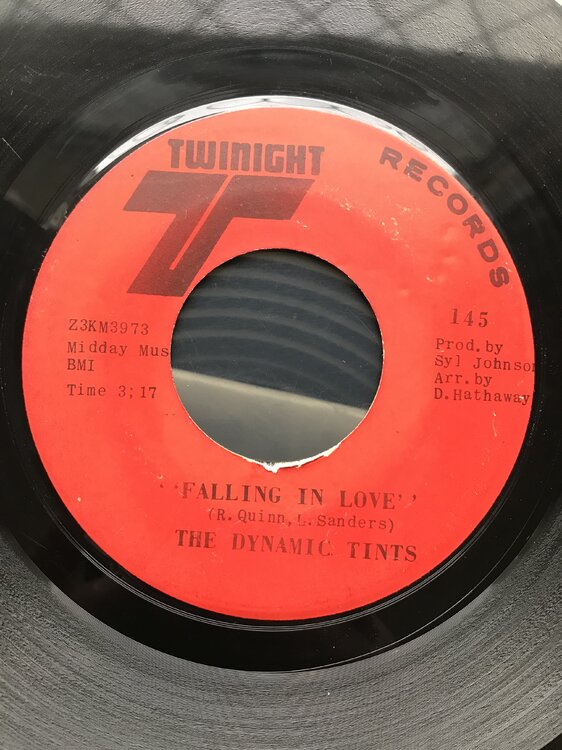 TWINIGHT
RECORDS
T
Z3KM3973
Midday Mus
BMI
Time 3;17
145
Prod.by
Syl Johnson
Arr.by
D.Hathaway
''FALLING IN LOVE''
(R.Quinn,L.Sanders)
THE DYNAMIC TINTS